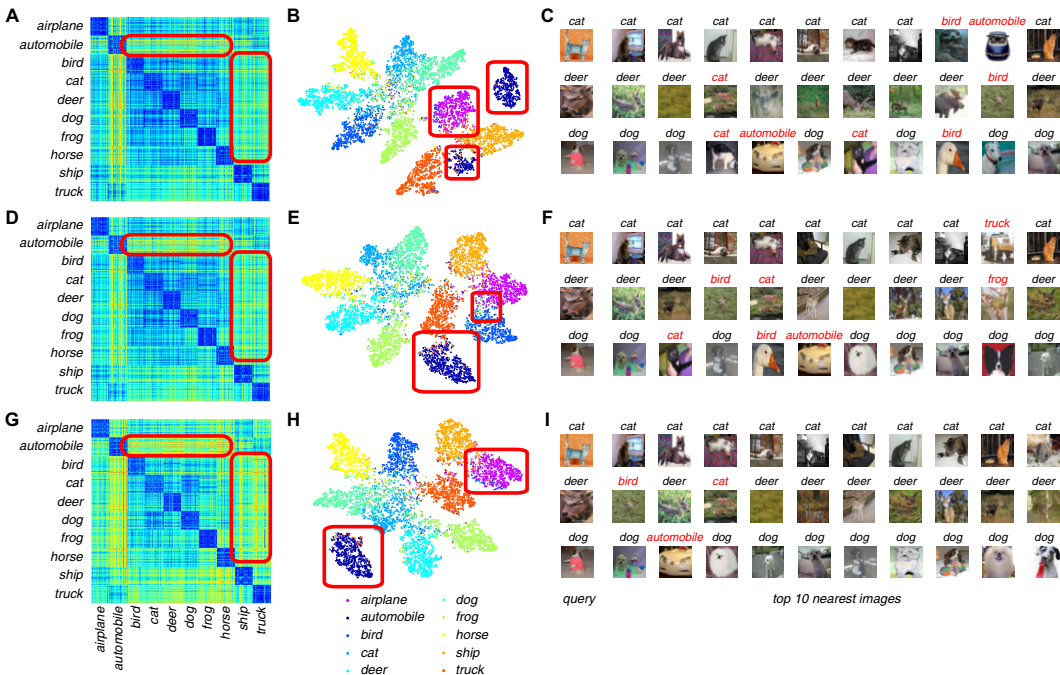 A
airplane
automobile
bird
cat
deer
dog
frog
horse
ship
truck
B
C
cat cat cat cat cat cat cat bird automobile cat
deer deer deer cat deer deer deer deer bird deer
dog dog dog cat automobile dog cat dog bird dog
D
airplane
automobile
bird
cat
deer
dog
frog
horse
ship
truck
E
F
cat cat cat cat cat cat cat cat truck cat
deer deer deer bird cat deer deer deer frog deer
dog dog cat dog bird automobile dog dog dog dog dog
G
airplane
automobile
bird
cat
deer
dog
frog
horse
ship
truck
airplane automobile bird cat deer dog frog horse ship truck
H
airplane
automobile
bird
cat
deer
dog
frog
horse
ship
truck
I
cat cat cat cat cat cat cat cat cat cat
deer bird deer cat deer deer deer deer deer deer
dog dog automobile dog dog dog dog dog dog dog
query top 10 nearest images